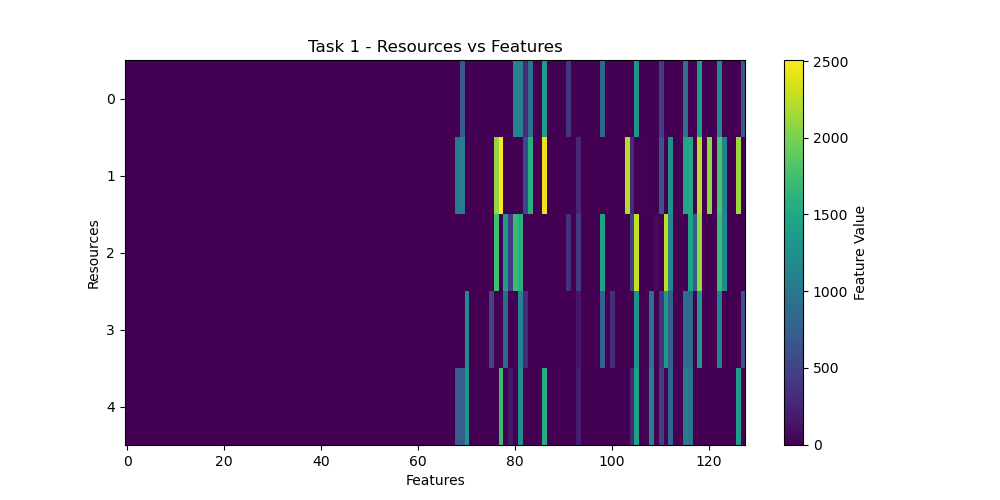 Task 1 - Resources vs Features
Resources
0
1
2
3
4
0 20 40 60 80 100 120
Features
2500
2000
1500
1000
500
0
Feature Value